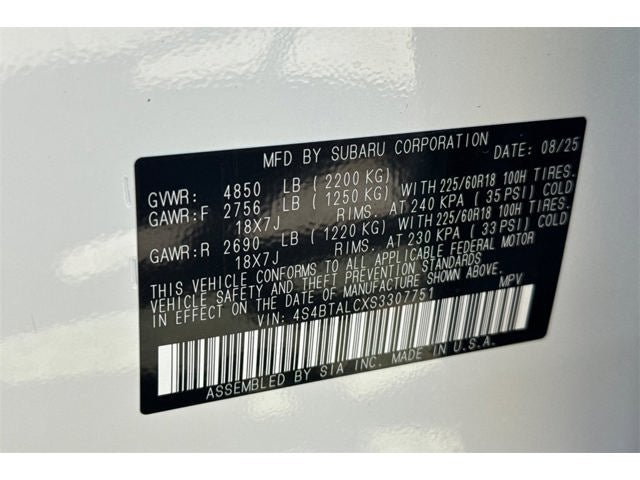 MFD BY SUBARU CORPORATION DATE: 08/25
GVWR: 4850 LB (2200 KG)
GAWR:F 2756 LB (1250 KG) WITH 225/60R18 100H TIRES.
18X7J RIMS. AT 240 KPA (35 PSI) COLD
GAWR:R 2690 LB (1220 KG) WITH 225/60R18 100H TIRES.
18X7J RIMS. AT 230 KPA (33 PSI) COLD
THIS VEHICLE CONFORMS TO ALL APPLICABLE FEDERAL MOTOR
VEHICLE SAFETY AND THEFT PREVENTION STANDARDS
IN EFFECT ON THE DATE OF MANUFACTURE SHOWN ABOVE.
VIN: 4S4BTALCXS3307751 MPV
ASSEMBLED BY SIA INC. MADE IN U.S.A.